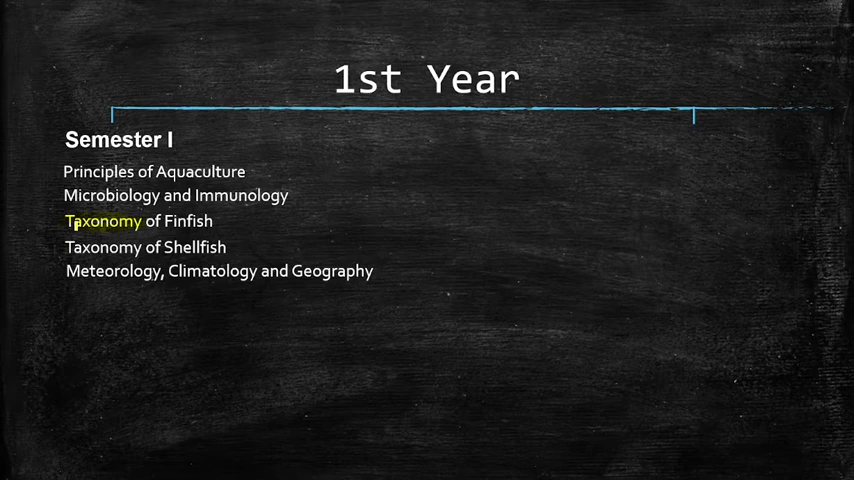 1st Year
Semester I
Principles of Aquaculture
Microbiology and Immunology
Taxonomy of Finfish
Taxonomy of Shellfish
Meteorology, Climatology and Geography